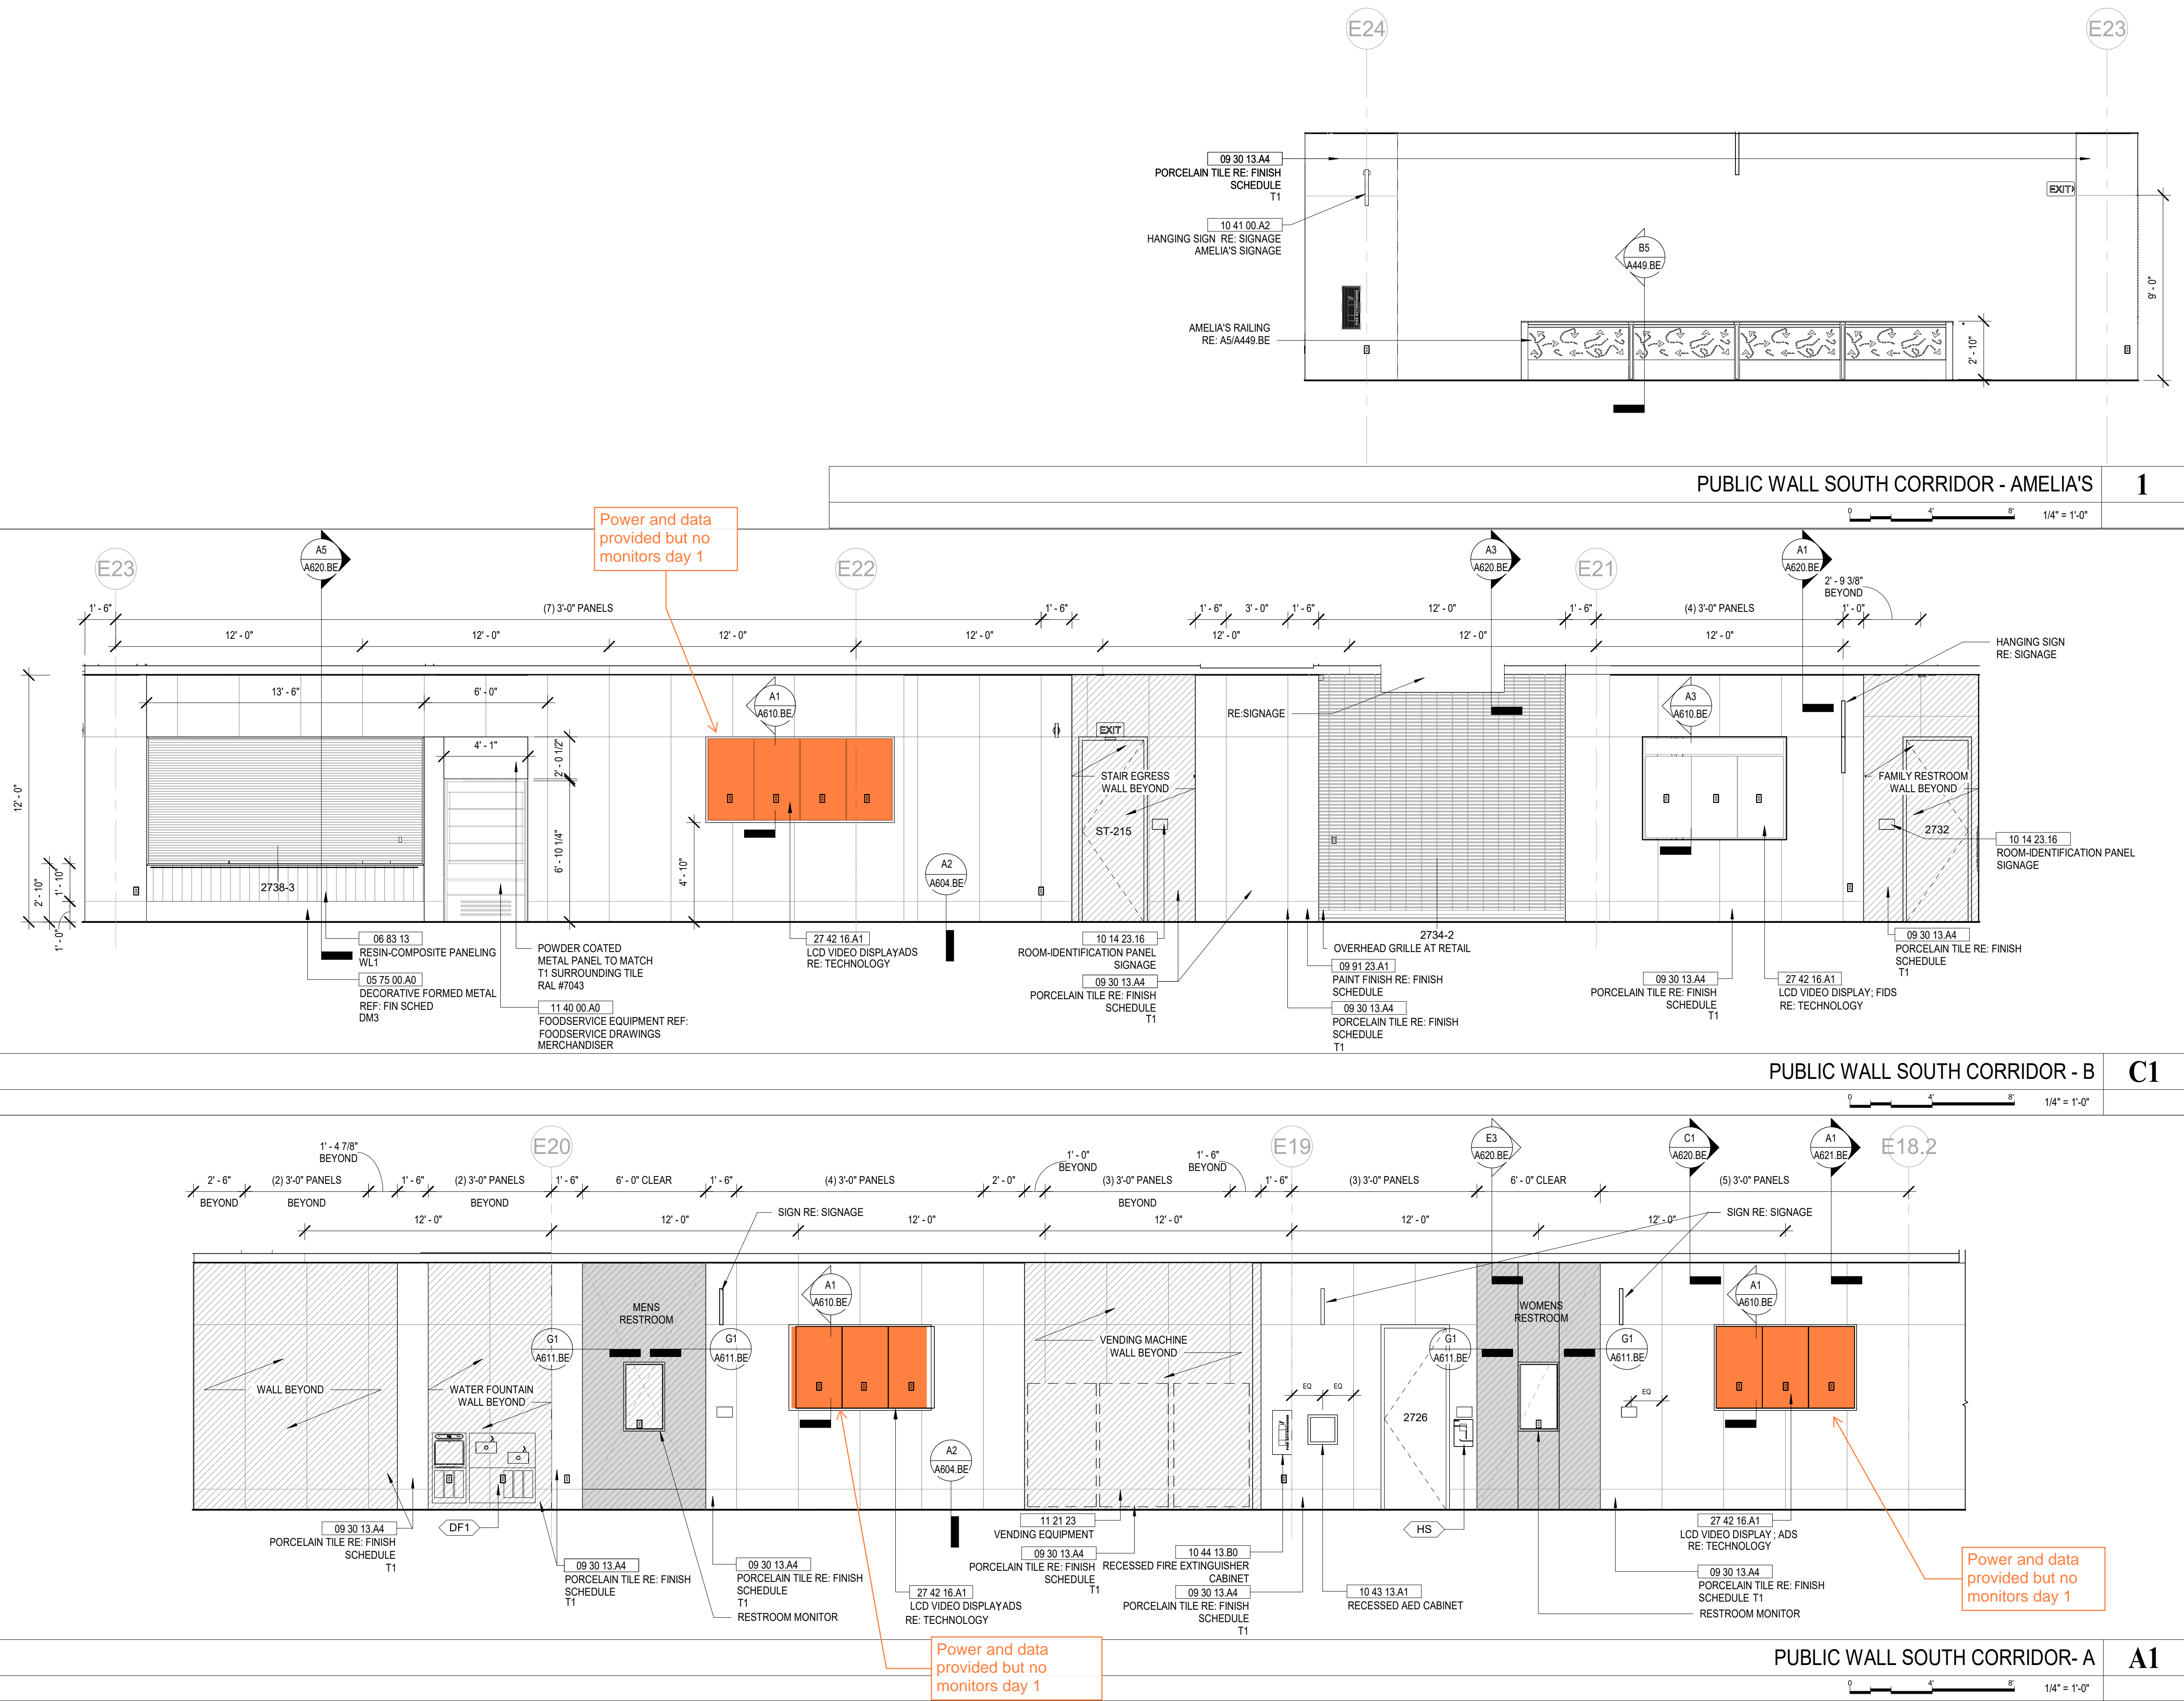 E24
E23
09 30 13.A4
PORCELAIN TILE RE: FINISH
SCHEDULE
T1
10 41 00.A2
HANGING SIGN RE: SIGNAGE
AMELIA'S SIGNAGE
EXIT
B5
A449.BE
9' - 0"
AMELIA'S RAILING
RE: A5/A449.BE
2' - 10"
PUBLIC WALL SOUTH CORRIDOR - AMELIA'S
1
0 4' 8'
1/4" = 1'-0"
Power and data
provided but no
monitors day 1
E23
A5
A620.BE
E22
A3
A620.BE
E21
A1
A620.BE
2' - 9 3/8"
BEYOND
1' - 6"
(7) 3'-0" PANELS
1' - 6"
1' - 6"
3' - 0"
1' - 6"
12' - 0"
1' - 6"
(4) 3'-0" PANELS
1' - 0"
12' - 0"
12' - 0"
12' - 0"
12' - 0"
12' - 0"
12' - 0"
12' - 0"
HANGING SIGN
RE: SIGNAGE
13' - 6"
6' - 0"
A1
A610.BE
RE:SIGNAGE
A3
A610.BE
4' - 1"
2' - 0 1/2"
EXIT
STAIR EGRESS
WALL BEYOND
FAMILY RESTROOM
WALL BEYOND
12' - 0"
ST-215
2732
10 14 23.16
ROOM-IDENTIFICATION PANEL
SIGNAGE
6' - 10 1/4"
4' - 10"
A2
A604.BE
2738-3
2' - 10"
1' - 10"
1' - 0"
06 83 13
RESIN-COMPOSITE PANELING
WL1
05 75 00.A0
DECORATIVE FORMED METAL
REF: FIN SCHED
DM3
POWDER COATED
METAL PANEL TO MATCH
T1 SURROUNDING TILE
RAL #7043
11 40 00.A0
FOODSERVICE EQUIPMENT REF:
FOODSERVICE DRAWINGS
MERCHANDISER
27 42 16.A1
LCD VIDEO DISPLAYADS
RE: TECHNOLOGY
10 14 23.16
ROOM-IDENTIFICATION PANEL
SIGNAGE
09 30 13.A4
PORCELAIN TILE RE: FINISH
SCHEDULE
T1
2734-2
OVERHEAD GRILLE AT RETAIL
09 91 23.A1
PAINT FINISH RE: FINISH
SCHEDULE
09 30 13.A4
PORCELAIN TILE RE: FINISH
SCHEDULE
T1
09 30 13.A4
PORCELAIN TILE RE: FINISH
SCHEDULE
T1
27 42 16.A1
LCD VIDEO DISPLAY; FIDS
RE: TECHNOLOGY
09 30 13.A4
PORCELAIN TILE RE: FINISH
SCHEDULE
T1
PUBLIC WALL SOUTH CORRIDOR - B
C1
0 4' 8'
1/4" = 1'-0"
1' - 4 7/8"
BEYOND
E20
1' - 0"
BEYOND
1' - 6"
BEYOND
E19
E3
A620.BE
C1
A620.BE
A1
A621.BE
E18.2
2' - 6"
BEYOND
(2) 3'-0" PANELS
BEYOND
1' - 6"
(2) 3'-0" PANELS
BEYOND
1' - 6"
6' - 0" CLEAR
1' - 6"
(4) 3'-0" PANELS
2' - 0"
(3) 3'-0" PANELS
BEYOND
1' - 6"
(3) 3'-0" PANELS
6' - 0" CLEAR
(5) 3'-0" PANELS
12' - 0"
12' - 0"
12' - 0"
12' - 0"
12' - 0"
12' - 0"
SIGN RE: SIGNAGE
SIGN RE: SIGNAGE
MENS
RESTROOM
A1
A610.BE
WOMENS
RESTROOM
A1
A610.BE
G1
A611.BE
G1
A611.BE
VENDING MACHINE
WALL BEYOND
G1
A611.BE
G1
A611.BE
WALL BEYOND
WATER FOUNTAIN
WALL BEYOND
EQ
EQ
EQ
2726
A2
A604.BE
09 30 13.A4
PORCELAIN TILE RE: FINISH
SCHEDULE
T1
DF1
09 30 13.A4
PORCELAIN TILE RE: FINISH
SCHEDULE
T1
09 30 13.A4
PORCELAIN TILE RE: FINISH
SCHEDULE
T1
RESTROOM MONITOR
27 42 16.A1
LCD VIDEO DISPLAYADS
RE: TECHNOLOGY
11 21 23
VENDING EQUIPMENT
09 30 13.A4
PORCELAIN TILE RE: FINISH
SCHEDULE
T1
10 44 13.B0
RECESSED FIRE EXTINGUISHER
CABINET
09 30 13.A4
PORCELAIN TILE RE: FINISH
SCHEDULE
T1
10 43 13.A1
RECESSED AED CABINET
HS
27 42 16.A1
LCD VIDEO DISPLAY ; ADS
RE: TECHNOLOGY
09 30 13.A4
PORCELAIN TILE RE: FINISH
SCHEDULE T1
RESTROOM MONITOR
Power and data
provided but no
monitors day 1
Power and data
provided but no
monitors day 1
PUBLIC WALL SOUTH CORRIDOR- A
A1
0 4' 8'
1/4" = 1'-0"